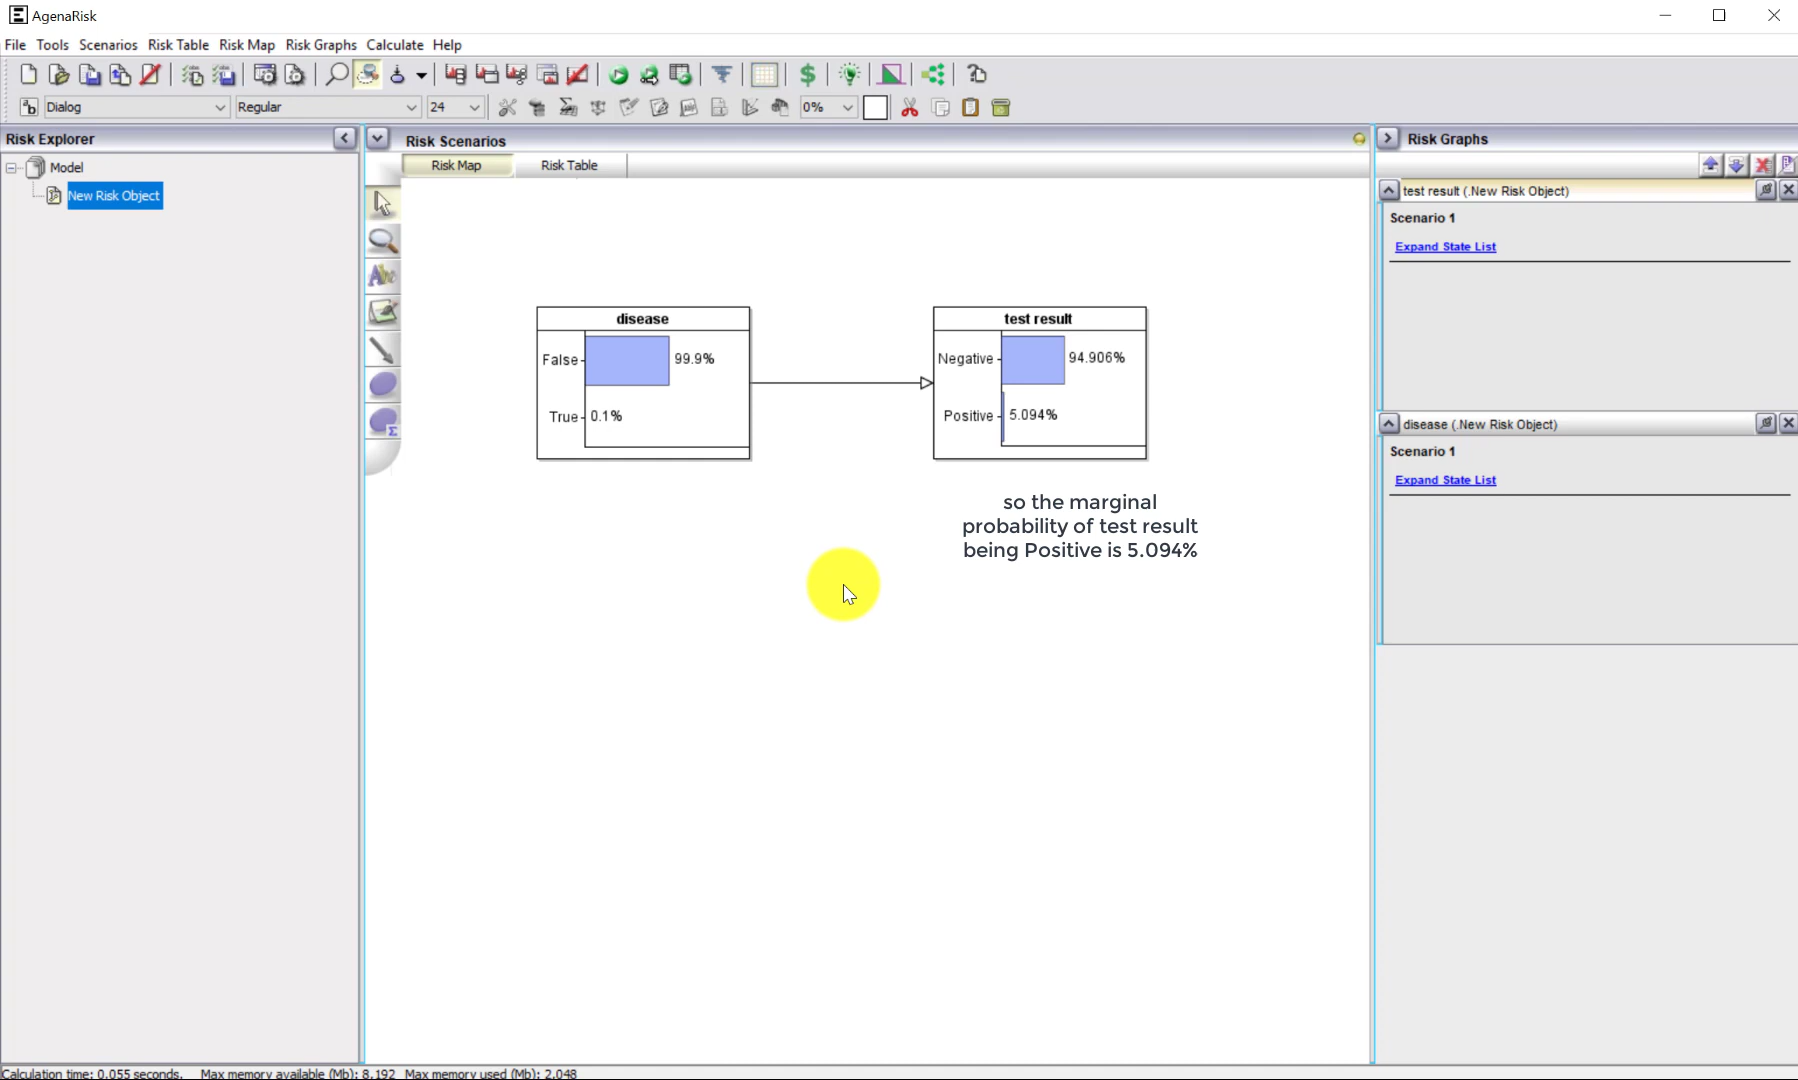 AgenaRisk
File Tools Scenarios Risk Table Risk Map Risk Graphs Calculate Help
Dialog Regular 24 0%
Risk Explorer
Model
New Risk Object
Risk Scenarios
Risk Map Risk Table
disease
False 99.9%
True 0.1%
test result
Negative 94.906%
Positive 5.094%
so the marginal
probability of test result
being Positive is 5.094%
Risk Graphs
test result (.New Risk Object)
Scenario 1
Expand State List
disease (.New Risk Object)
Scenario 1
Expand State List
Calculation time: 0.055 seconds. Max memory available (Mb): 8,192 Max memory used (Mb): 2,048